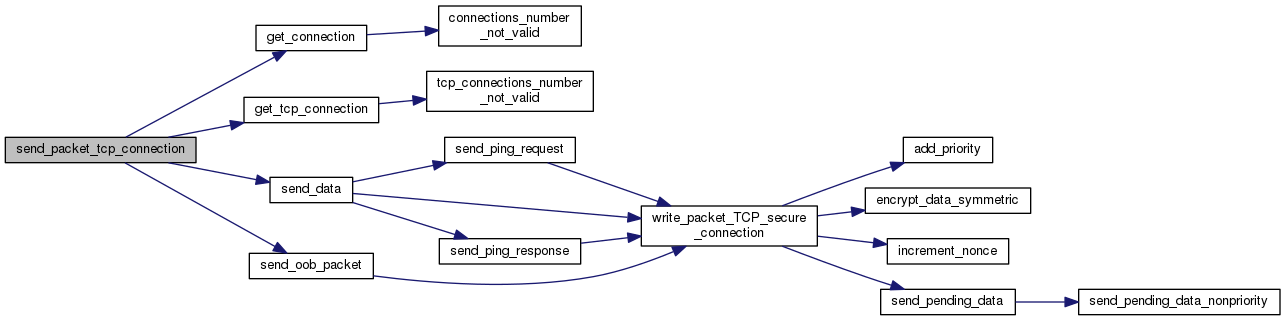 send_packet_tcp_connection
get_connection
connections_number
_not_valid
get_tcp_connection
tcp_connections_number
_not_valid
send_data
send_ping_request
send_ping_response
send_oob_packet
write_packet_TCP_secure
_connection
add_priority
encrypt_data_symmetric
increment_nonce
send_pending_data
send_pending_data_nonpriority